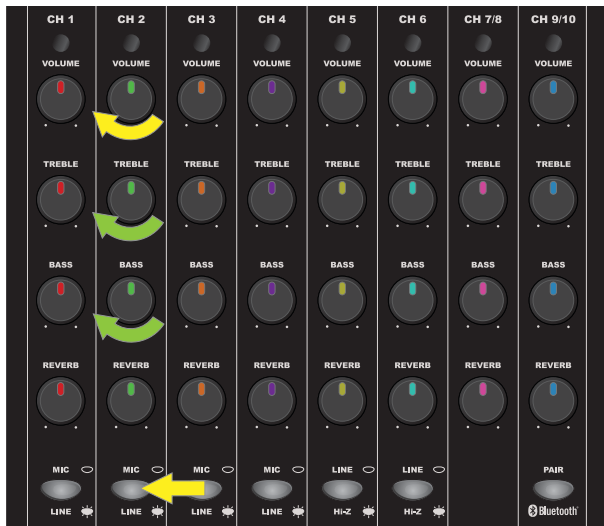 CH 1 CH 2 CH 3 CH 4 CH 5 CH 6 CH 7/8 CH 9/10
VOLUME VOLUME VOLUME VOLUME VOLUME VOLUME VOLUME VOLUME
TREBLE TREBLE TREBLE TREBLE TREBLE TREBLE TREBLE TREBLE
BASS BASS BASS BASS BASS BASS BASS BASS
REVERB REVERB REVERB REVERB REVERB REVERB REVERB
MIC MIC MIC MIC LINE LINE PAIR
LINE LINE LINE LINE Hi-Z Hi-Z Bluetooth